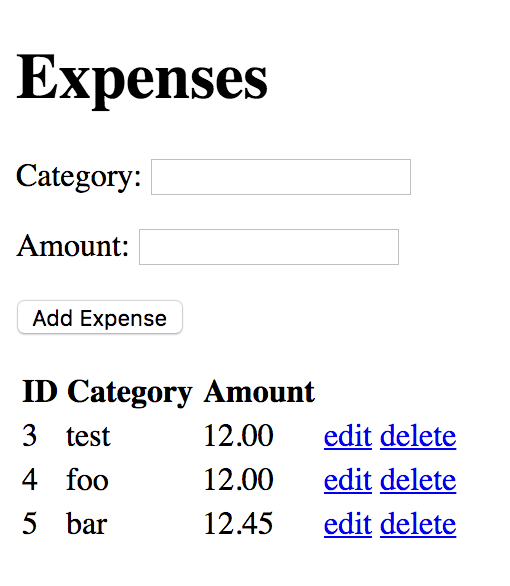 Expenses
Category:
Amount:
Add Expense
ID Category Amount
3 test 12.00 edit delete
4 foo 12.00 edit delete
5 bar 12.45 edit delete